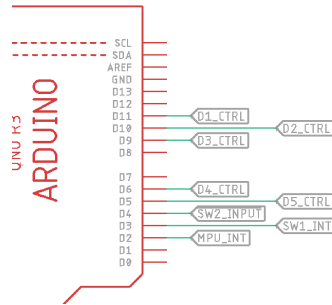 SCL
SDA
AREF
GND
D13
D12
D11 D1_CTRL
D10 D2_CTRL
D9 D3_CTRL
D8
D7
D6 D4_CTRL
D5 D5_CTRL
D4 SW2_INPUT
D3 SW1_INT
D2 MPU_INT
D1
D0
ARDUINO
UNO R3